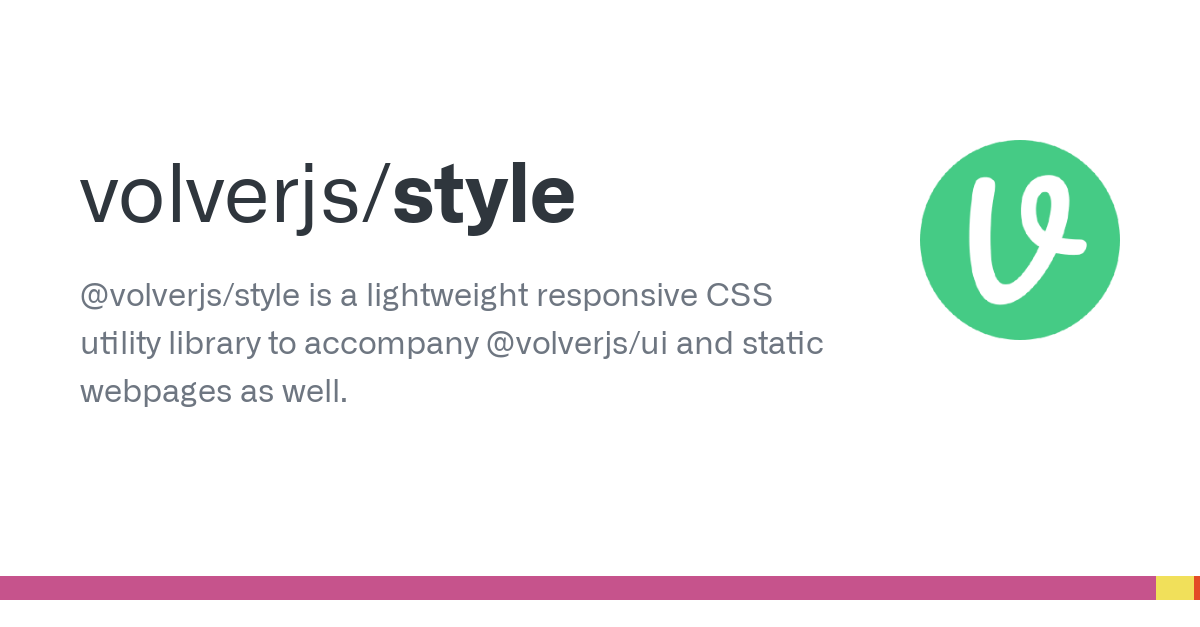 volverjs/style
@volverjs/style is a lightweight responsive CSS
utility library to accompany @volverjs/ui and static
webpages as well.